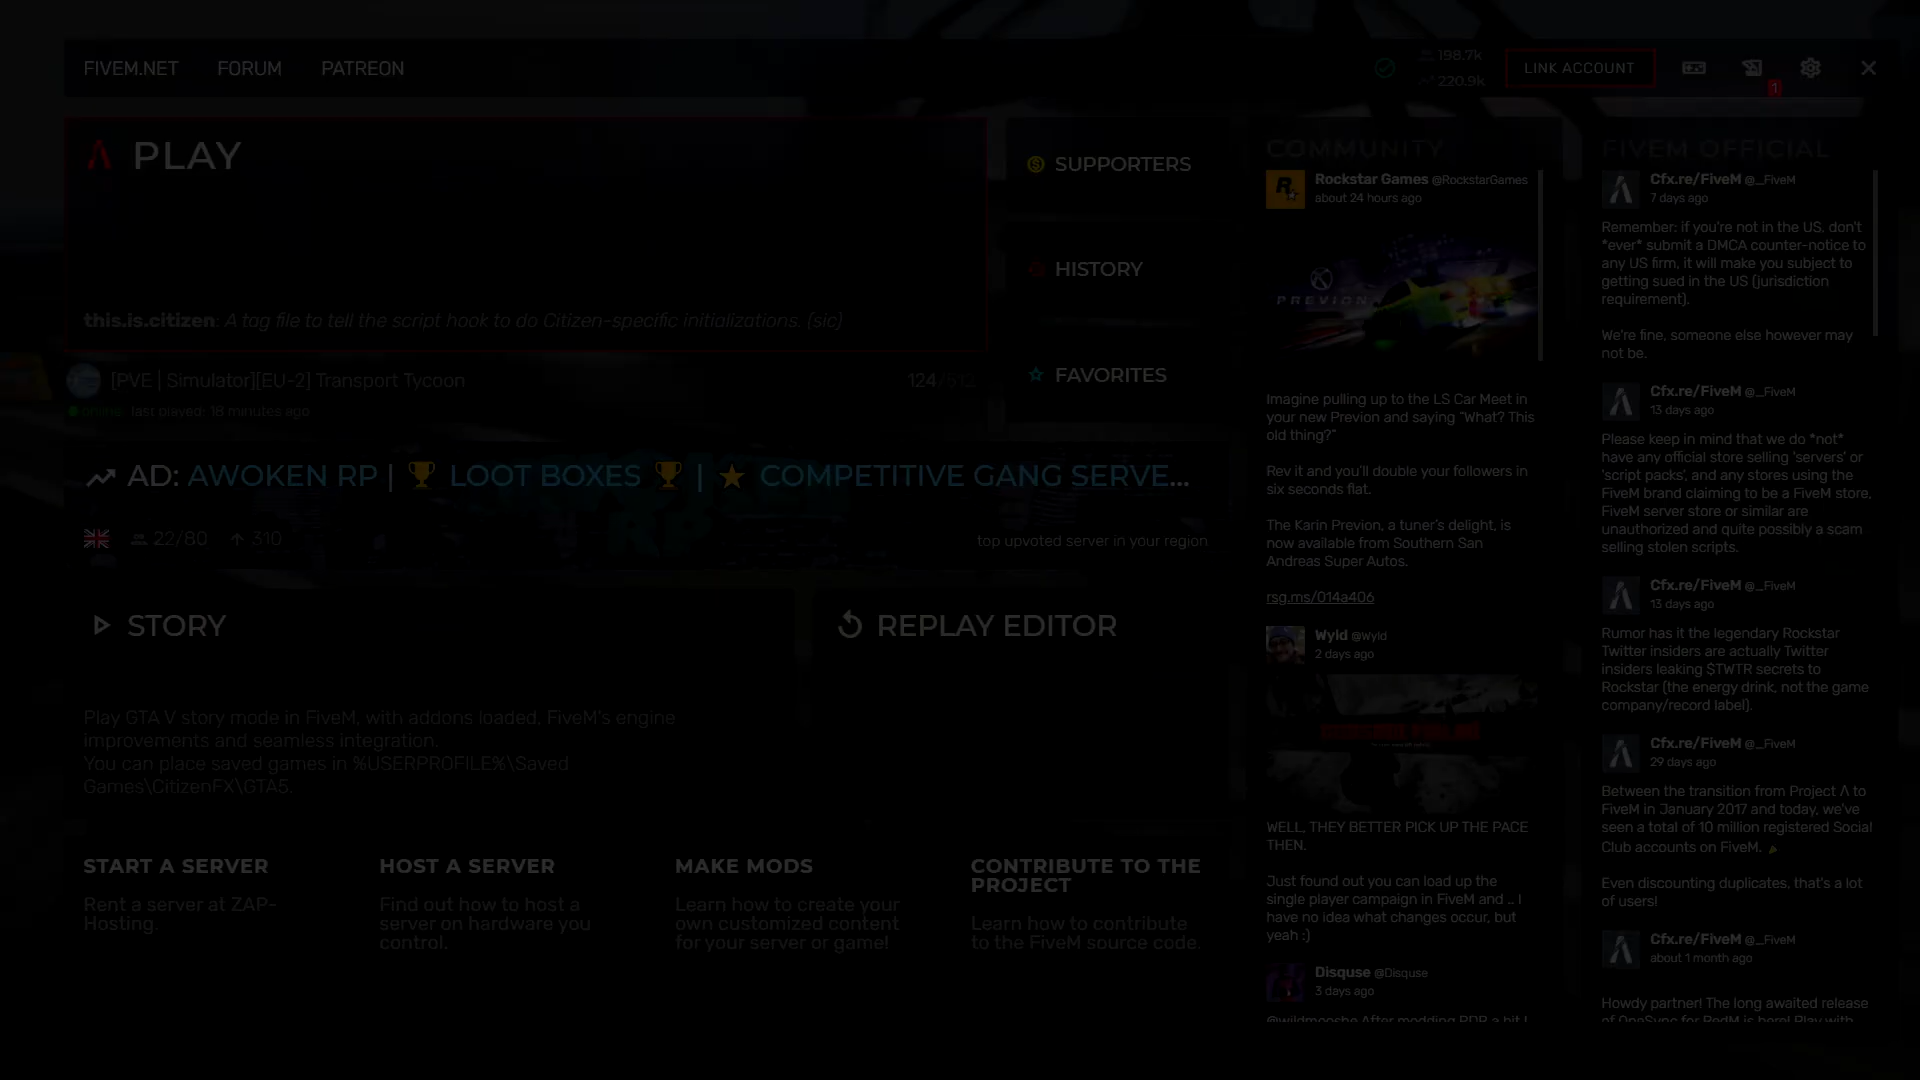 FIVEM.NET FORUM PATREON
198.7k
220.9k
LINK ACCOUNT
1
PLAY
this.is.citizen: A tag file to tell the script hook to do Citizen-specific initializations. (sic)
[PVE | Simulator][EU-2] Transport Tycoon 124/512
online, last played: 18 minutes ago
SUPPORTERS
HISTORY
FAVORITES
AD: AWOKEN RP | 🏆 LOOT BOXES 🏆 | ⭐ COMPETITIVE GANG SERVE...
22/80 310
top upvoted server in your region
STORY
Play GTA V story mode in FiveM, with addons loaded, FiveM's engine
improvements and seamless integration.
You can place saved games in %USERPROFILE%\Saved
Games\CitizenFX\GTA5.
REPLAY EDITOR
START A SERVER
Rent a server at ZAP-
Hosting.
HOST A SERVER
Find out how to host a
server on hardware you
control.
MAKE MODS
Learn how to create your
own customized content
for your server or game!
CONTRIBUTE TO THE
PROJECT
Learn how to contribute
to the FiveM source code.
COMMUNITY
Rockstar Games @RockstarGames
about 24 hours ago
PREVION
Imagine pulling up to the LS Car Meet in
your new Previon and saying “What? This
old thing?”
Rev it and you'll double your followers in
six seconds flat.
The Karin Previon, a tuner's delight, is
now available from Southern San
Andreas Super Autos.
rsg.ms/014a406
Wyld @Wyld
2 days ago
WELL, THEY BETTER PICK UP THE PACE
THEN.
Just found out you can load up the
single player campaign in FiveM and ... I
have no idea what changes occur, but
yeah :)
Disquse @Disquse
3 days ago
@wildmooshe After modding RDR a bit I
FIVEM OFFICIAL
Cfx.re/FiveM @_FiveM
7 days ago
Remember: if you're not in the US, don't
*ever* submit a DMCA counter-notice to
any US firm, it will make you subject to
getting sued in the US (jurisdiction
requirement).
We're fine, someone else however may
not be.
Cfx.re/FiveM @_FiveM
13 days ago
Please keep in mind that we do *not*
have any official store selling 'servers' or
'script packs', and any stores using the
FiveM brand claiming to be a FiveM store,
FiveM server store or similar are
unauthorized and quite possibly a scam
selling stolen scripts.
Cfx.re/FiveM @_FiveM
13 days ago
Rumor has it the legendary Rockstar
Twitter insiders are actually Twitter
insiders leaking $TWTR secrets to
Rockstar (the energy drink, not the game
company/record label).
Cfx.re/FiveM @_FiveM
29 days ago
Between the transition from Project Λ to
FiveM in January 2017 and today, we've
seen a total of 10 million registered Social
Club accounts on FiveM. 🎉
Even discounting duplicates, that's a lot
of users!
Cfx.re/FiveM @_FiveM
about 1 month ago
Howdy partner! The long awaited release
of OneSync for RedM is here! Play with